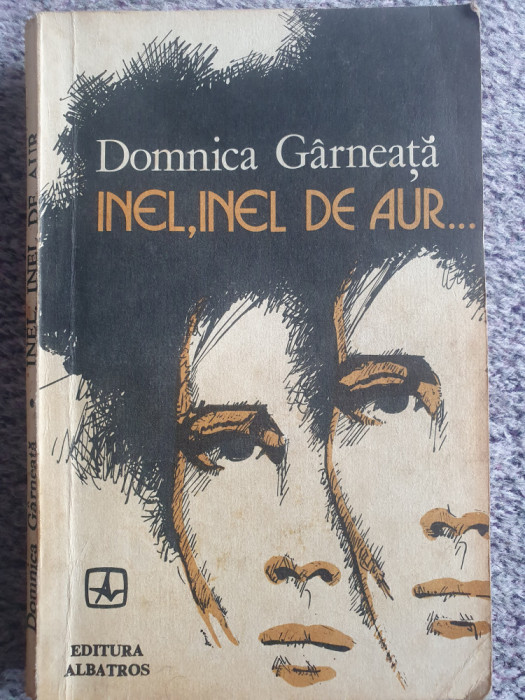 Domnica Gârneață
INEL, INEL DE AUR...
EDITURA
ALBATROS
Domnica Gârneață • INEL, INEL DE AUR